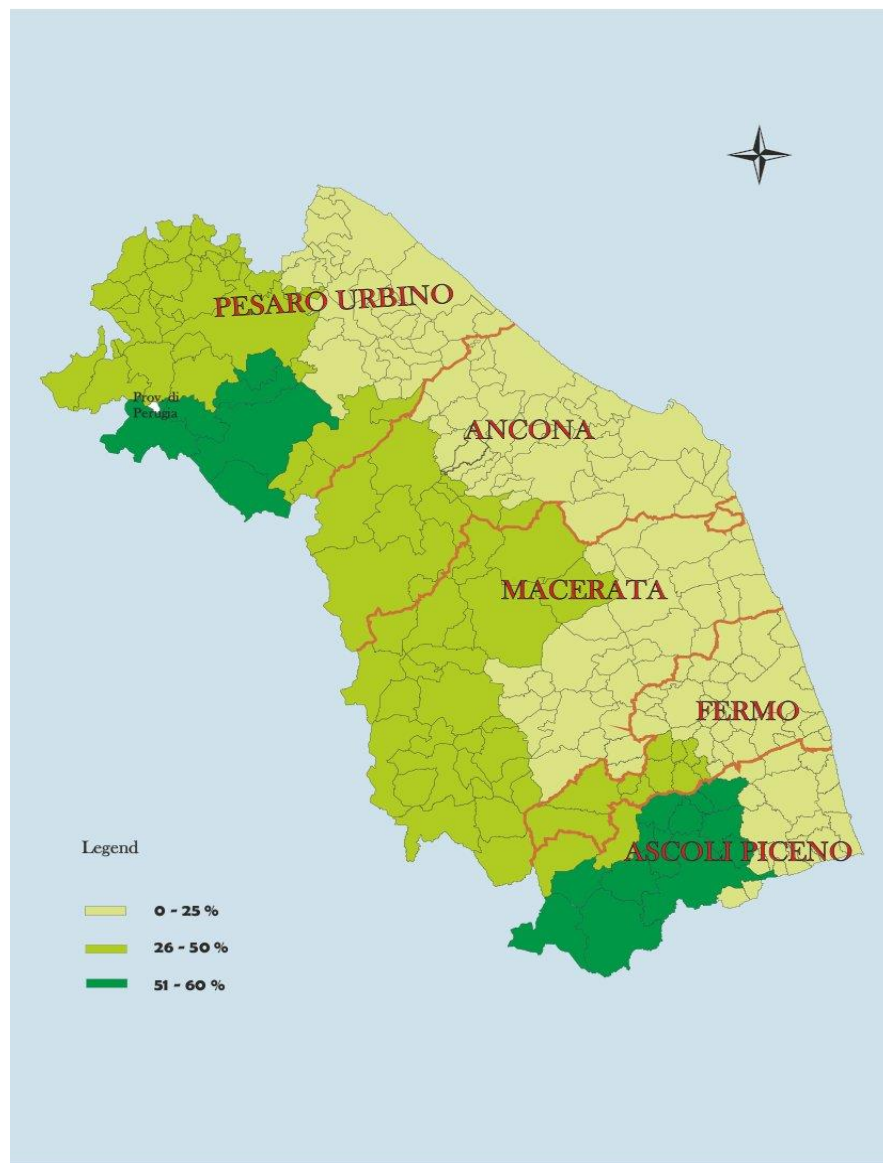 PESARO URBINO
Prov. di
Perugia
ANCONA
MACERATA
FERMO
ASCOLI PICENO
Legend
0 - 25 %
26 - 50 %
51 - 60 %